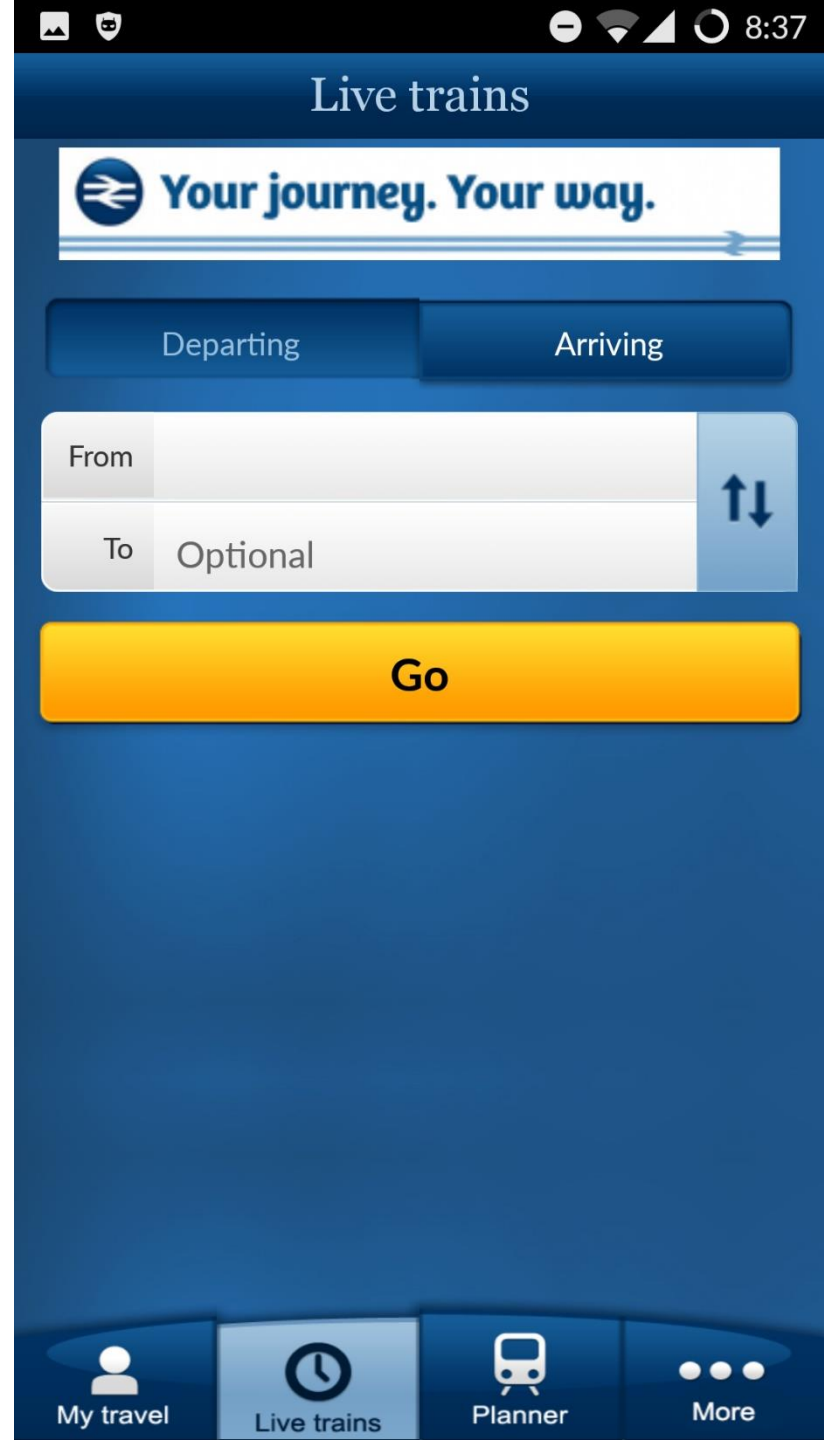 8:37
Live trains
Your journey. Your way.
Departing Arriving
From
To Optional
Go
My travel Live trains Planner More